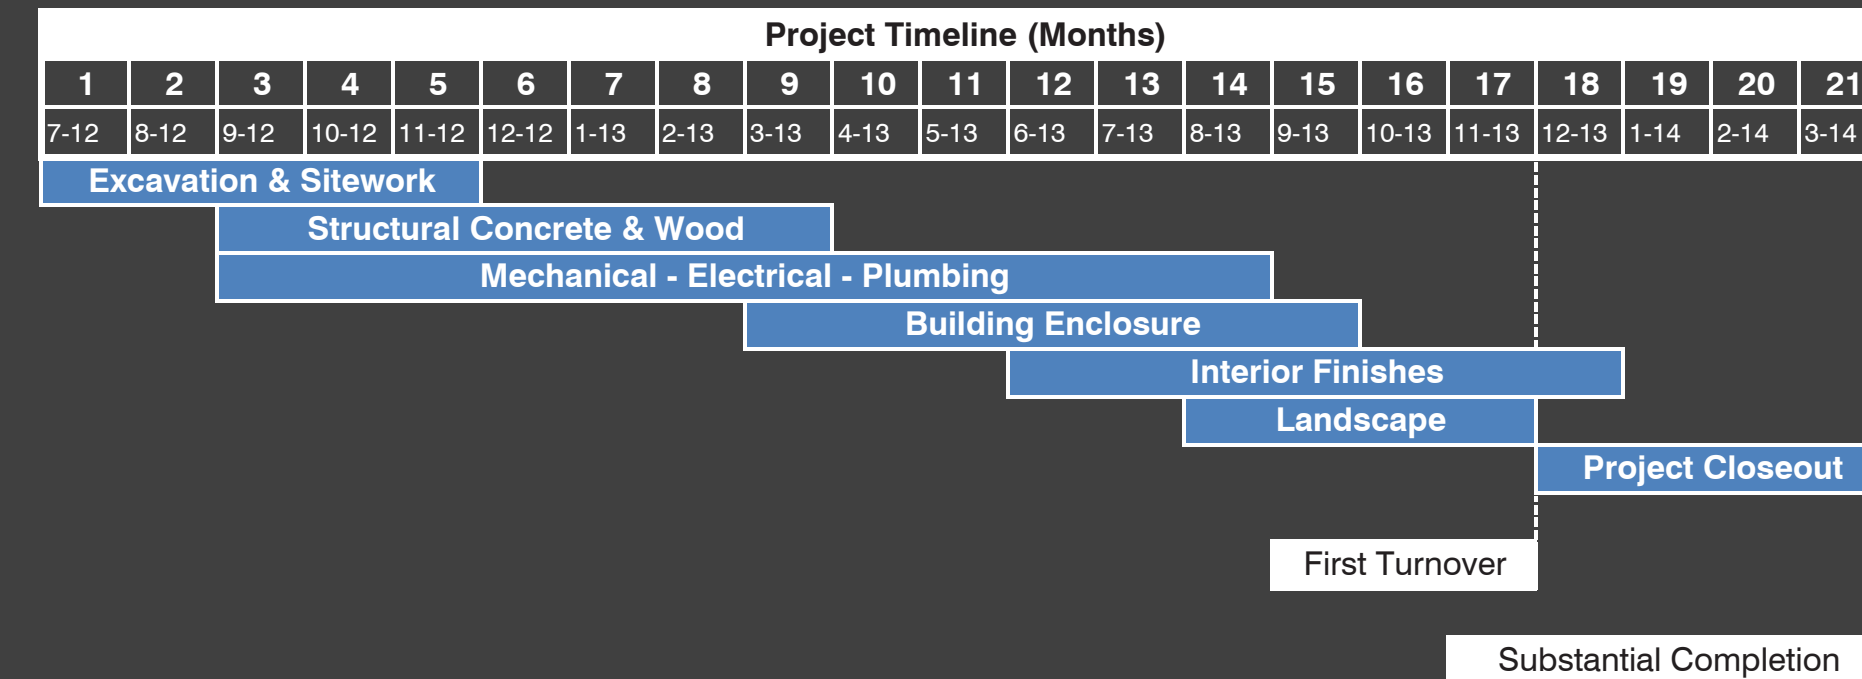 Project Timeline (Months)
1 2 3 4 5 6 7 8 9 10 11 12 13 14 15 16 17 18 19 20 21
7-12 8-12 9-12 10-12 11-12 12-12 1-13 2-13 3-13 4-13 5-13 6-13 7-13 8-13 9-13 10-13 11-13 12-13 1-14 2-14 3-14
Excavation & Sitework
Structural Concrete & Wood
Mechanical - Electrical - Plumbing
Building Enclosure
Interior Finishes
Landscape
Project Closeout
First Turnover
Substantial Completion